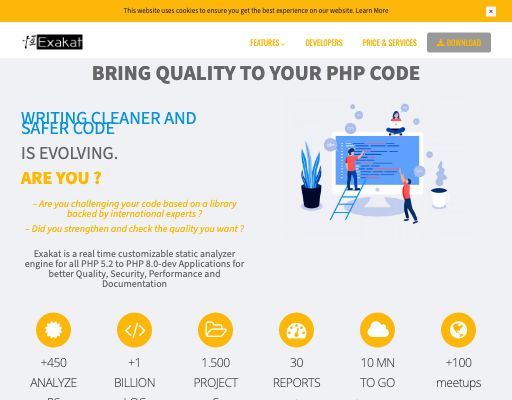 This website uses cookies to ensure you get the best experience on our website. Learn More
×
Exakat
FEATURES
DEVELOPERS
PRICE & SERVICES
DOWNLOAD
BRING QUALITY TO YOUR PHP CODE
WRITING CLEANER AND
SAFER CODE
IS EVOLVING.
ARE YOU ?
– Are you challenging your code based on a library
backed by international experts ?
– Did you strengthen and check the quality you want ?
Exakat is a real time customizable static analyzer
engine for all PHP 5.2 to PHP 8.0-dev Applications for
better Quality, Security, Performance and
Documentation
+450
ANALYZE
+1
BILLION
1.500
PROJECT
30
REPORTS
10 MN
TO GO
+100
meetups